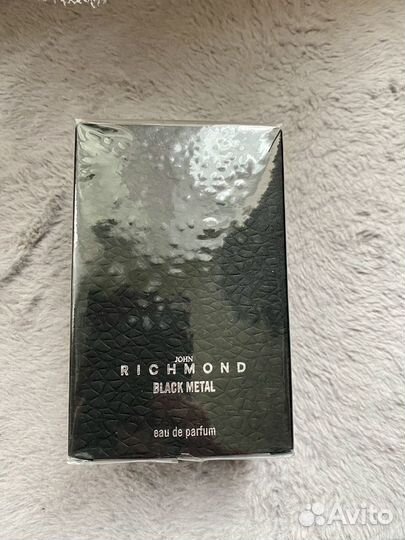 JOHN
RICHMOND
BLACK METAL
eau de parfum
Avito